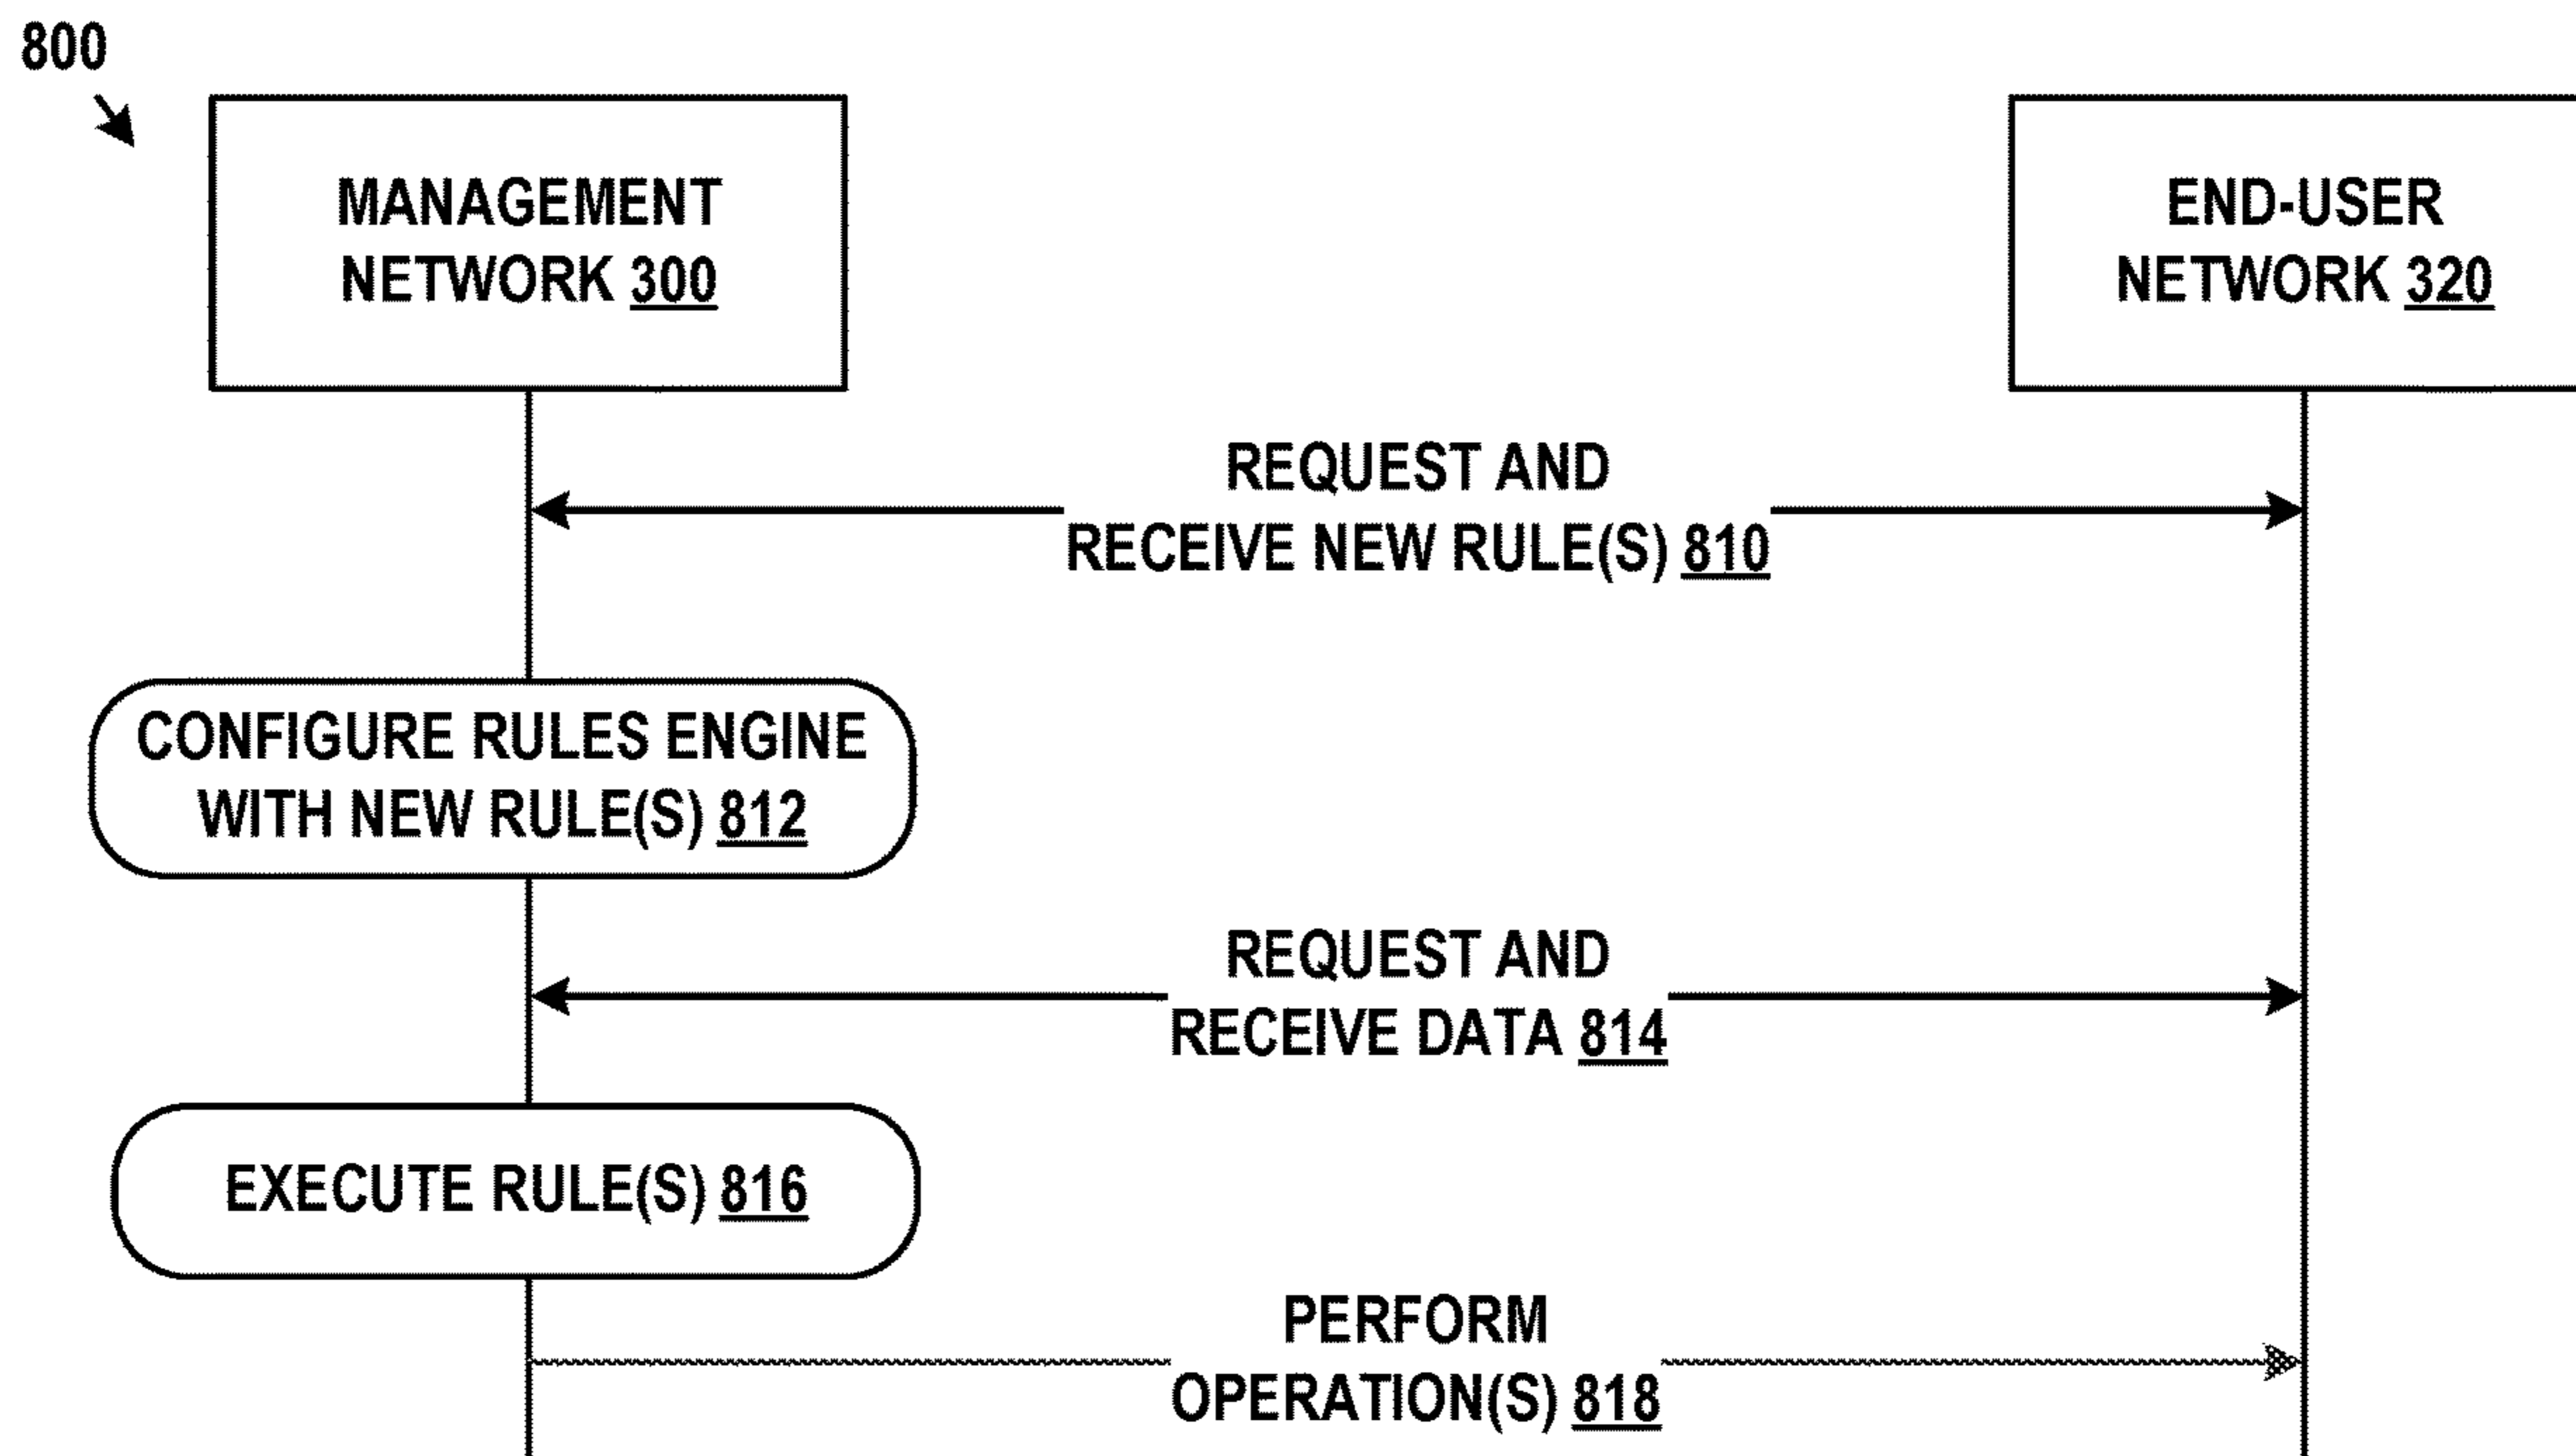 800
MANAGEMENT
NETWORK 300
END-USER
NETWORK 320
REQUEST AND
RECEIVE NEW RULE(S) 810
CONFIGURE RULES ENGINE
WITH NEW RULE(S) 812
REQUEST AND
RECEIVE DATA 814
EXECUTE RULE(S) 816
PERFORM
OPERATION(S) 818